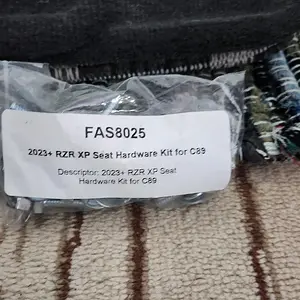 FAS8025
2023+ RZR XP Seat Hardware Kit for C89
Descriptor: 2023+ RZR XP Seat
Hardware Kit for C89